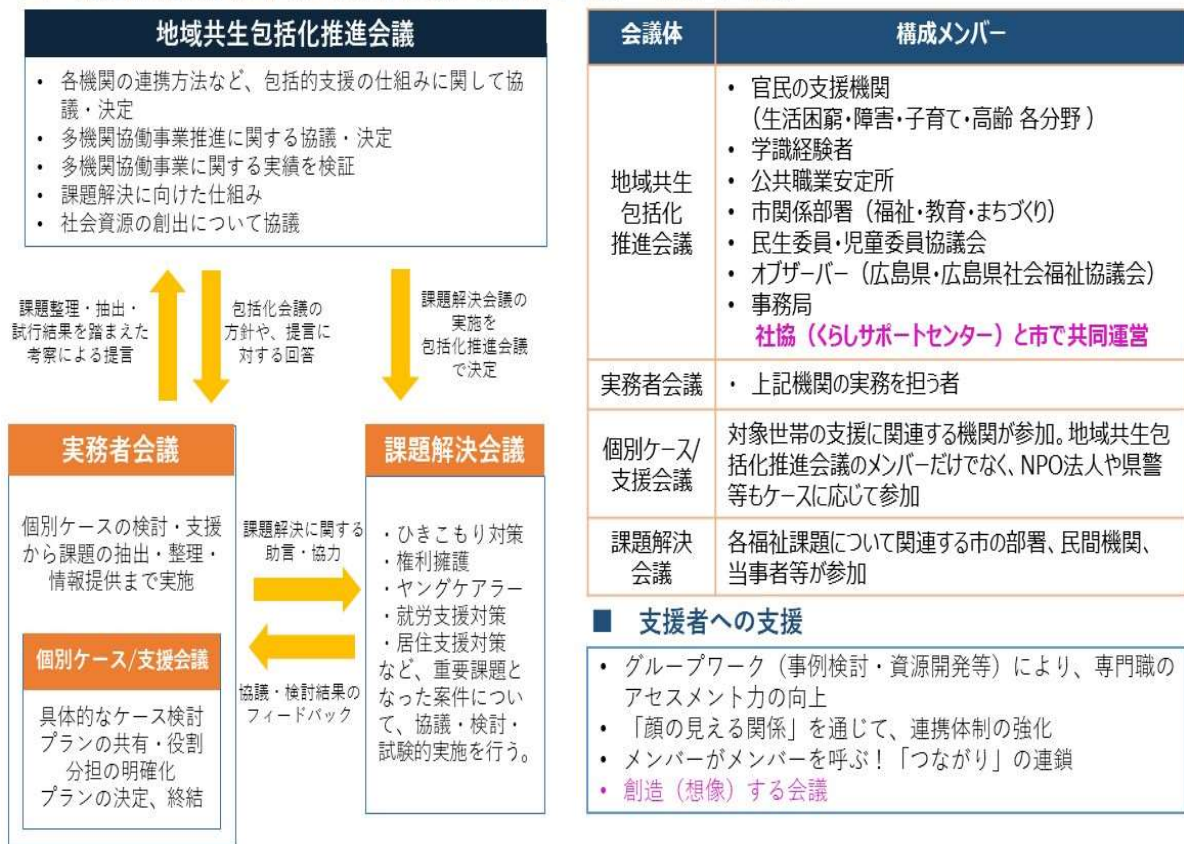 地域共生包括化推進会議
• 各機関の連携方法など、包括的支援の仕組みに関して協
議・決定
• 多機関協働事業推進に関する協議・決定
• 多機関協働事業に関する実績を検証
• 課題解決に向けた仕組み
• 社会資源の創出について協議
課題整理・抽出・
試行結果を踏まえた
考察による提言
包括化会議の
方針や、提言に
対する回答
課題解決会議の
実施を
包括化推進会議
で決定
実務者会議
個別ケースの検討・支援
から課題の抽出・整理・
情報提供まで実施
個別ケース/支援会議
具体的なケース検討
プランの共有・役割
分担の明確化
プランの決定、終結
課題解決に関する
助言・協力
協議・検討結果の
フィードバック
課題解決会議
・ひきこもり対策
・権利擁護
・ヤングケアラー
・就労支援対策
・居住支援対策
など、重要課題と
なった案件につい
て、協議・検討・
試験的実施を行う。
会議体
構成メンバー
地域共生
包括化
推進会議
• 官民の支援機関
（生活困窮・障害・子育て・高齢 各分野 ）
• 学識経験者
• 公共職業安定所
• 市関係部署（福祉・教育・まちづくり）
• 民生委員・児童委員協議会
• オブザーバー（広島県・広島県社会福祉協議会）
• 事務局
社協（くらしサポートセンター）と市で共同運営
実務者会議
・ 上記機関の実務を担う者
個別ケース/
支援会議
対象世帯の支援に関連する機関が参加。地域共生包
括化推進会議のメンバーだけでなく、NPO法人や県警
等もケースに応じて参加
課題解決
会議
各福祉課題について関連する市の部署、民間機関、
当事者等が参加
■ 支援者への支援
• グループワーク（事例検討・資源開発等）により、専門職の
アセスメント力の向上
• 「顔の見える関係」を通じて、連携体制の強化
• メンバーがメンバーを呼ぶ！「つながり」の連鎖
• 創造（想像）する会議